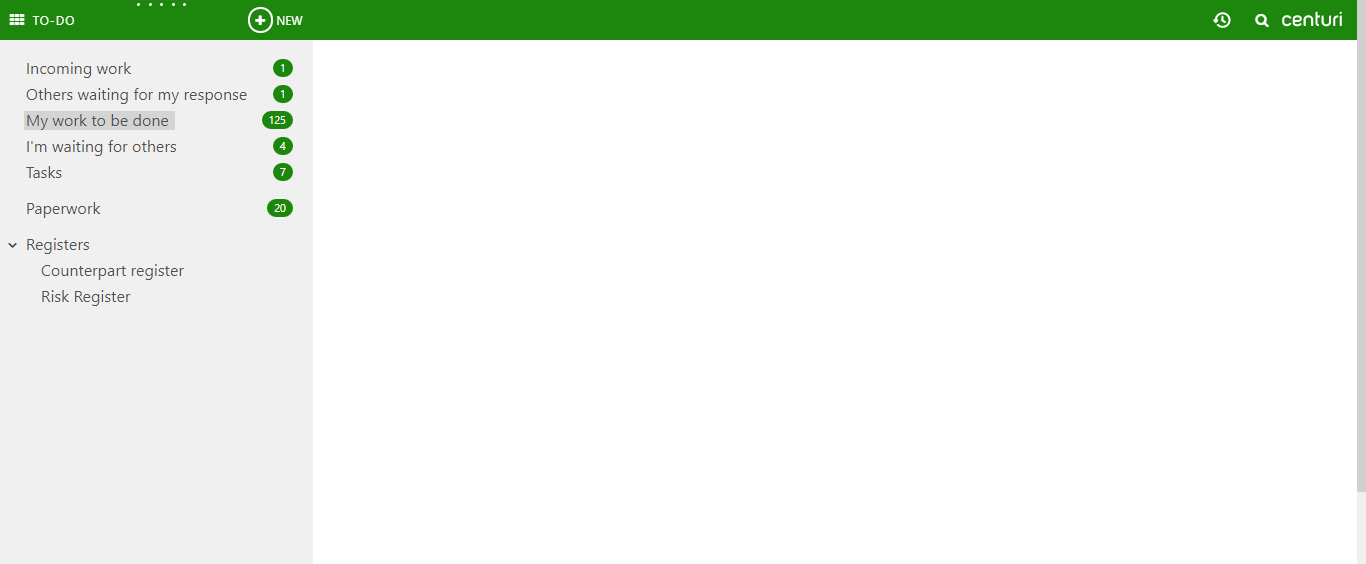 TO-DO NEW centuri
Incoming work 1
Others waiting for my response 1
My work to be done 125
I'm waiting for others 4
Tasks 7
Paperwork 20
Registers
Counterpart register
Risk Register